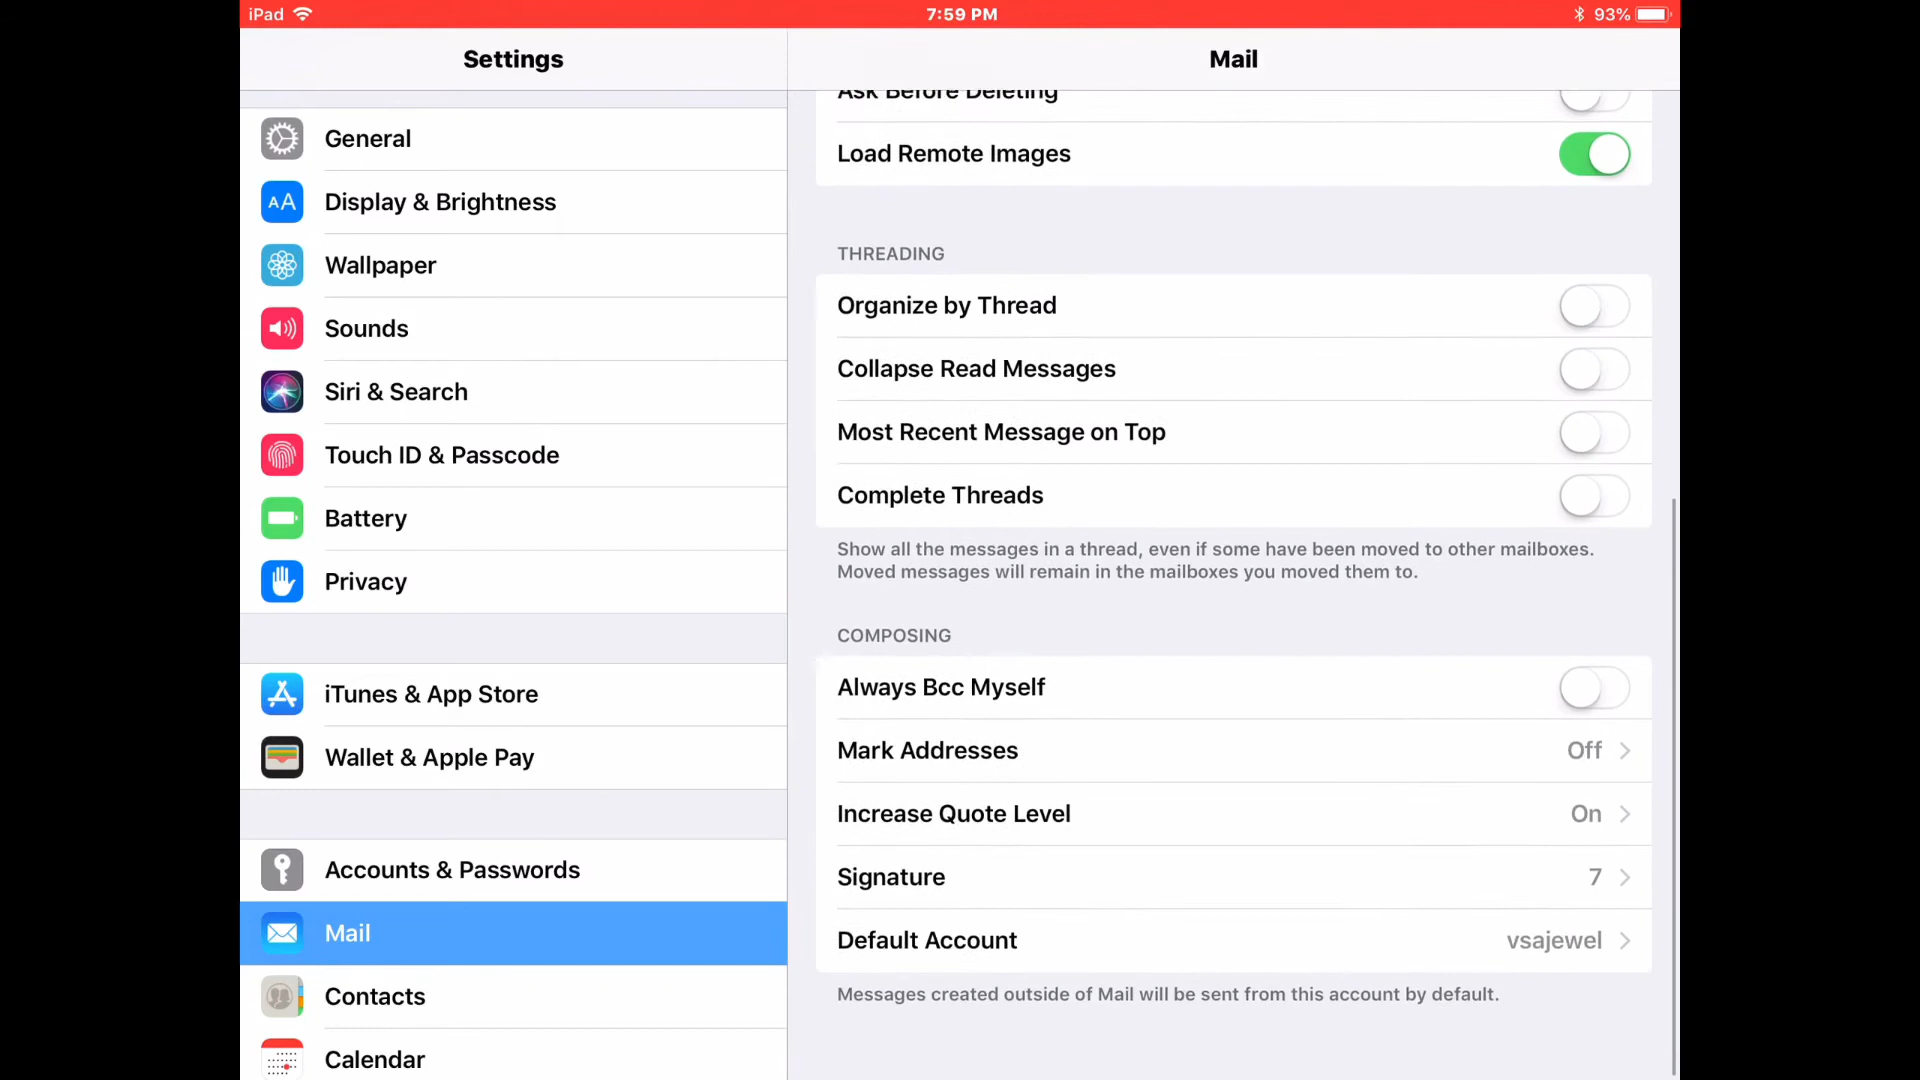 iPad
7:59 PM
93%
Settings
Mail
General
Display & Brightness
Wallpaper
Sounds
Siri & Search
Touch ID & Passcode
Battery
Privacy
iTunes & App Store
Wallet & Apple Pay
Accounts & Passwords
Mail
Contacts
Calendar
Ask Before Deleting
Load Remote Images
THREADING
Organize by Thread
Collapse Read Messages
Most Recent Message on Top
Complete Threads
Show all the messages in a thread, even if some have been moved to other mailboxes.
Moved messages will remain in the mailboxes you moved them to.
COMPOSING
Always Bcc Myself
Mark Addresses Off
Increase Quote Level On
Signature 7
Default Account vsajewel
Messages created outside of Mail will be sent from this account by default.